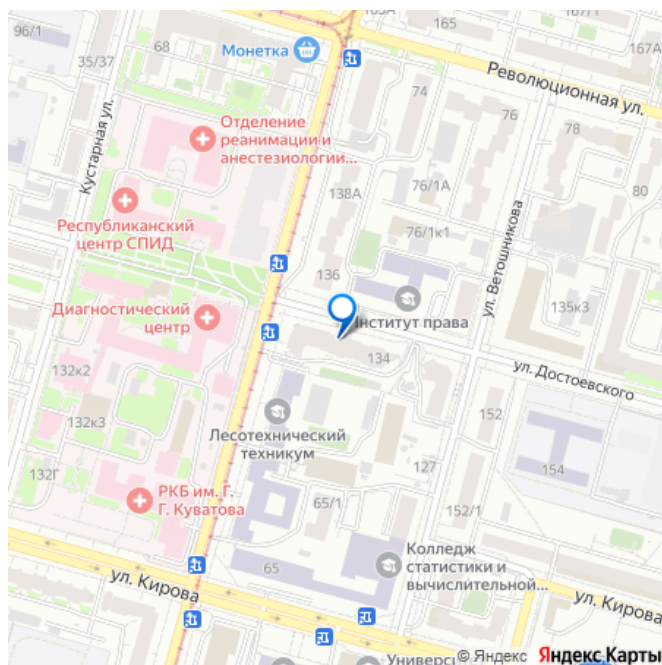 96/1
68
165А
165
167/1
167А
35/37
Монетка
Революционная ул.
74
76
78
80
Кустарная ул.
Отделение
реанимации и
анестезиологии...
138А
76/1А
76/1к1
ул. Ветошникова
Республиканский
центр СПИД
136
Диагностический
центр
Институт права
135к3
134
ул. Достоевского
132к2
132к3
132Г
Лесотехнический
техникум
152
127
154
65/1
152/1
РКБ им. Г.
Г. Куватова
Колледж
статистики и
вычислительной...
65
ул. Кирова
ул. Кирова
Универс
© Яндекс Яндекс Карты